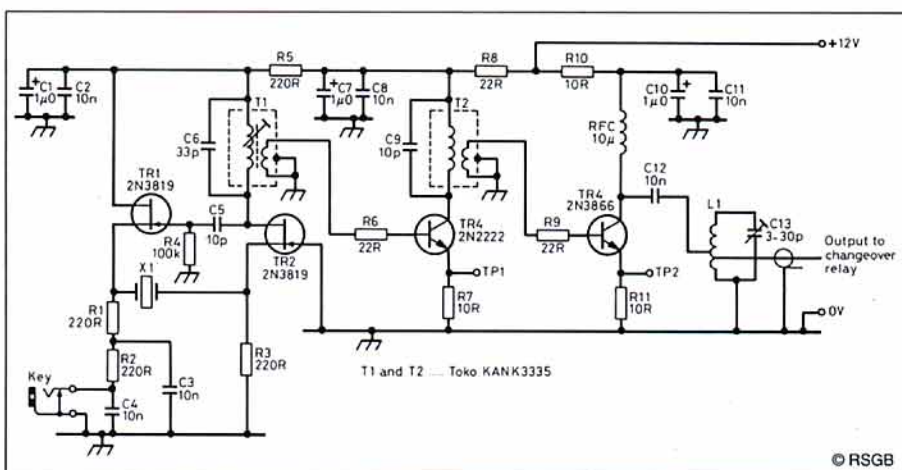 +12V
R5
220R
R8
22R
R10
10R
C1
1μ0
C2
10n
C7
1μ0
C8
10n
C10
1μ0
C11
10n
T1
T2
C6
33p
C9
10p
RFC
10μ
C12
10n
TR1
2N3819
C5
10p
R6
22R
TR4
2N2222
R9
22R
TR4
2N3866
L1
C13
3-30p
R4
100k
TR2
2N3819
Output to
changeover
relay
X1
TP1
TP2
R1
220R
R7
10R
R11
10R
0V
R2
220R
R3
220R
T1 and T2 .... Toko KANK3335
Key
C3
10n
C4
10n
© RSGB